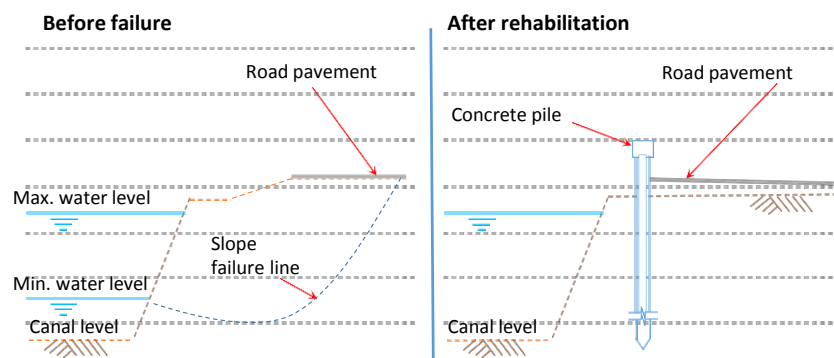 Before failure
Road pavement
Max. water level
Slope
failure line
Min. water level
Canal level
After rehabilitation
Road pavement
Concrete pile
Canal level